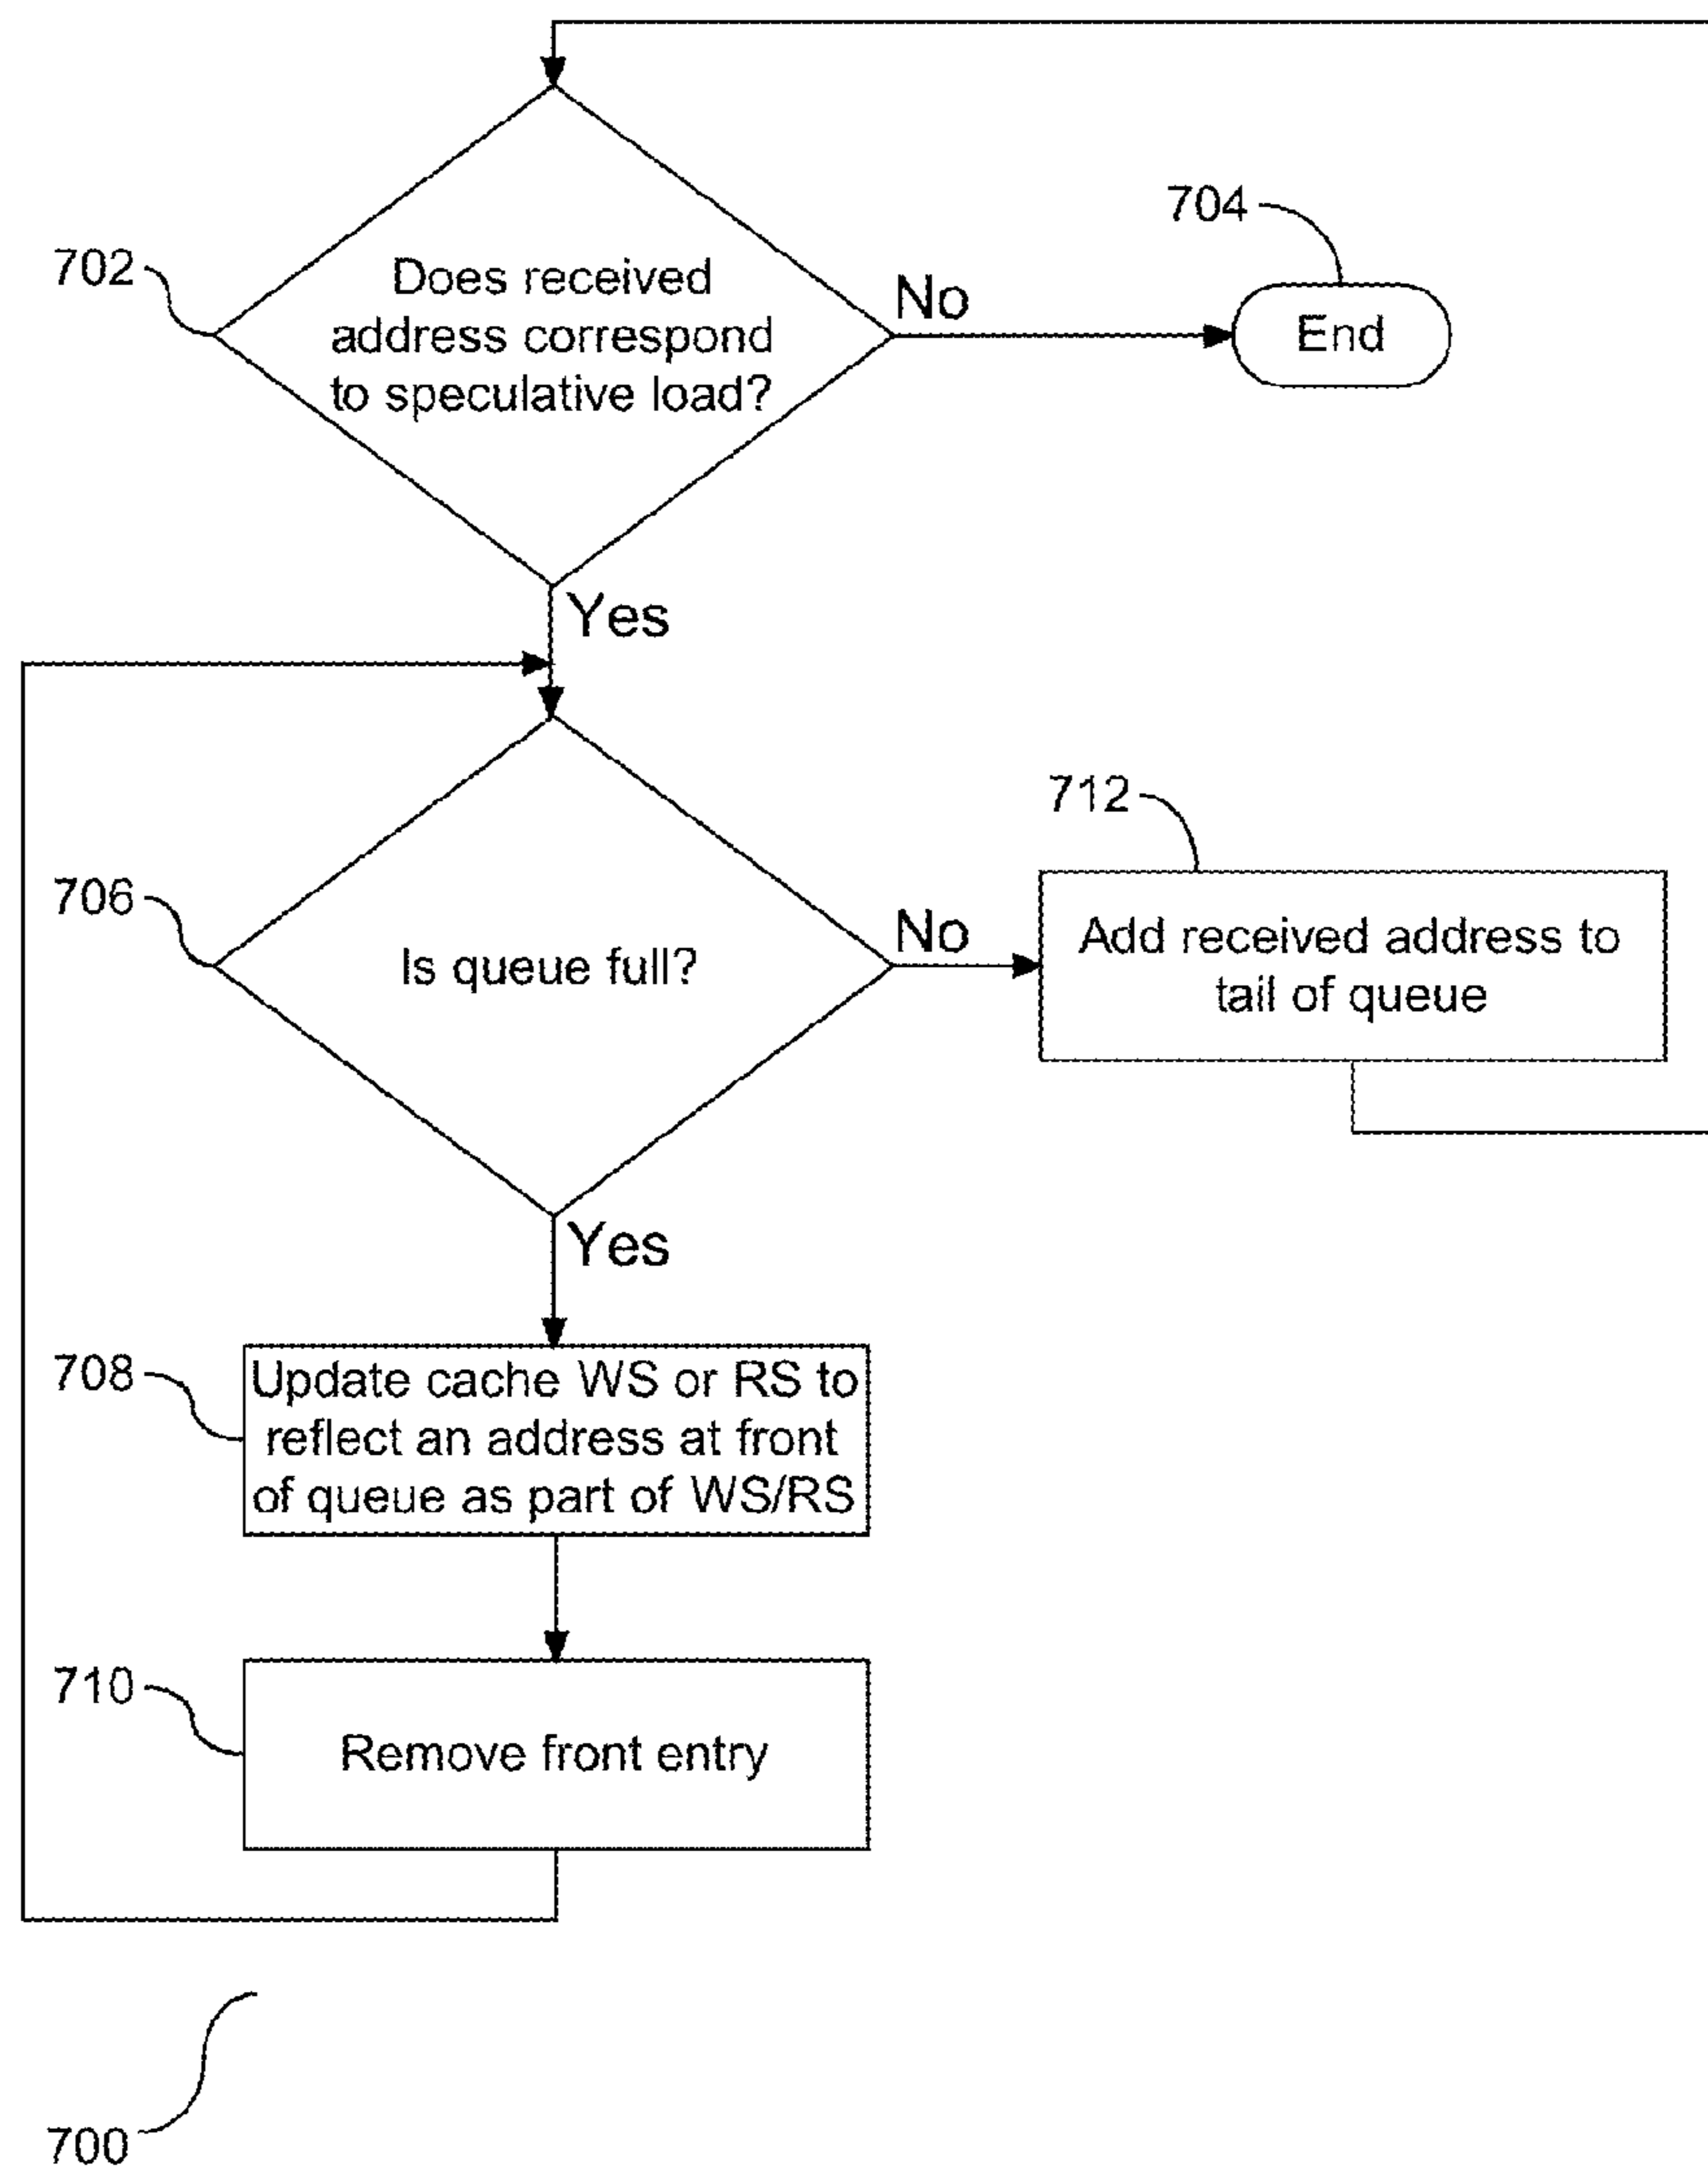 704
702
Does received
address correspond
to speculative load?
No
End
Yes
712
706
Is queue full?
No
Add received address to
tail of queue
Yes
708
Update cache WS or RS to
reflect an address at front
of queue as part of WS/RS
710
Remove front entry
700